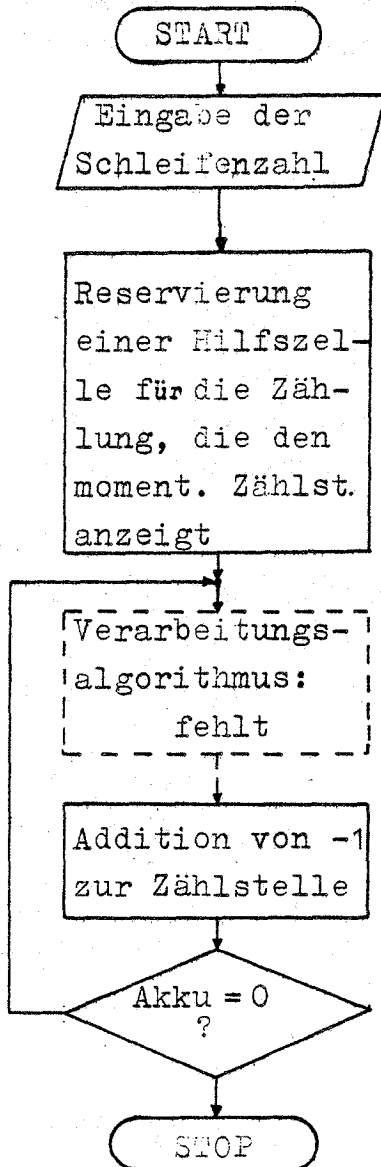 START
Eingabe der
Schleifenzahl
Reservierung
einer Hilfszel-
le für die Zäh-
lung, die den
moment. Zählst.
anzeigt
Verarbeitungs-
algorithmus:
fehlt
Addition von -1
zur Zählstelle
Akku = 0
?
STOP